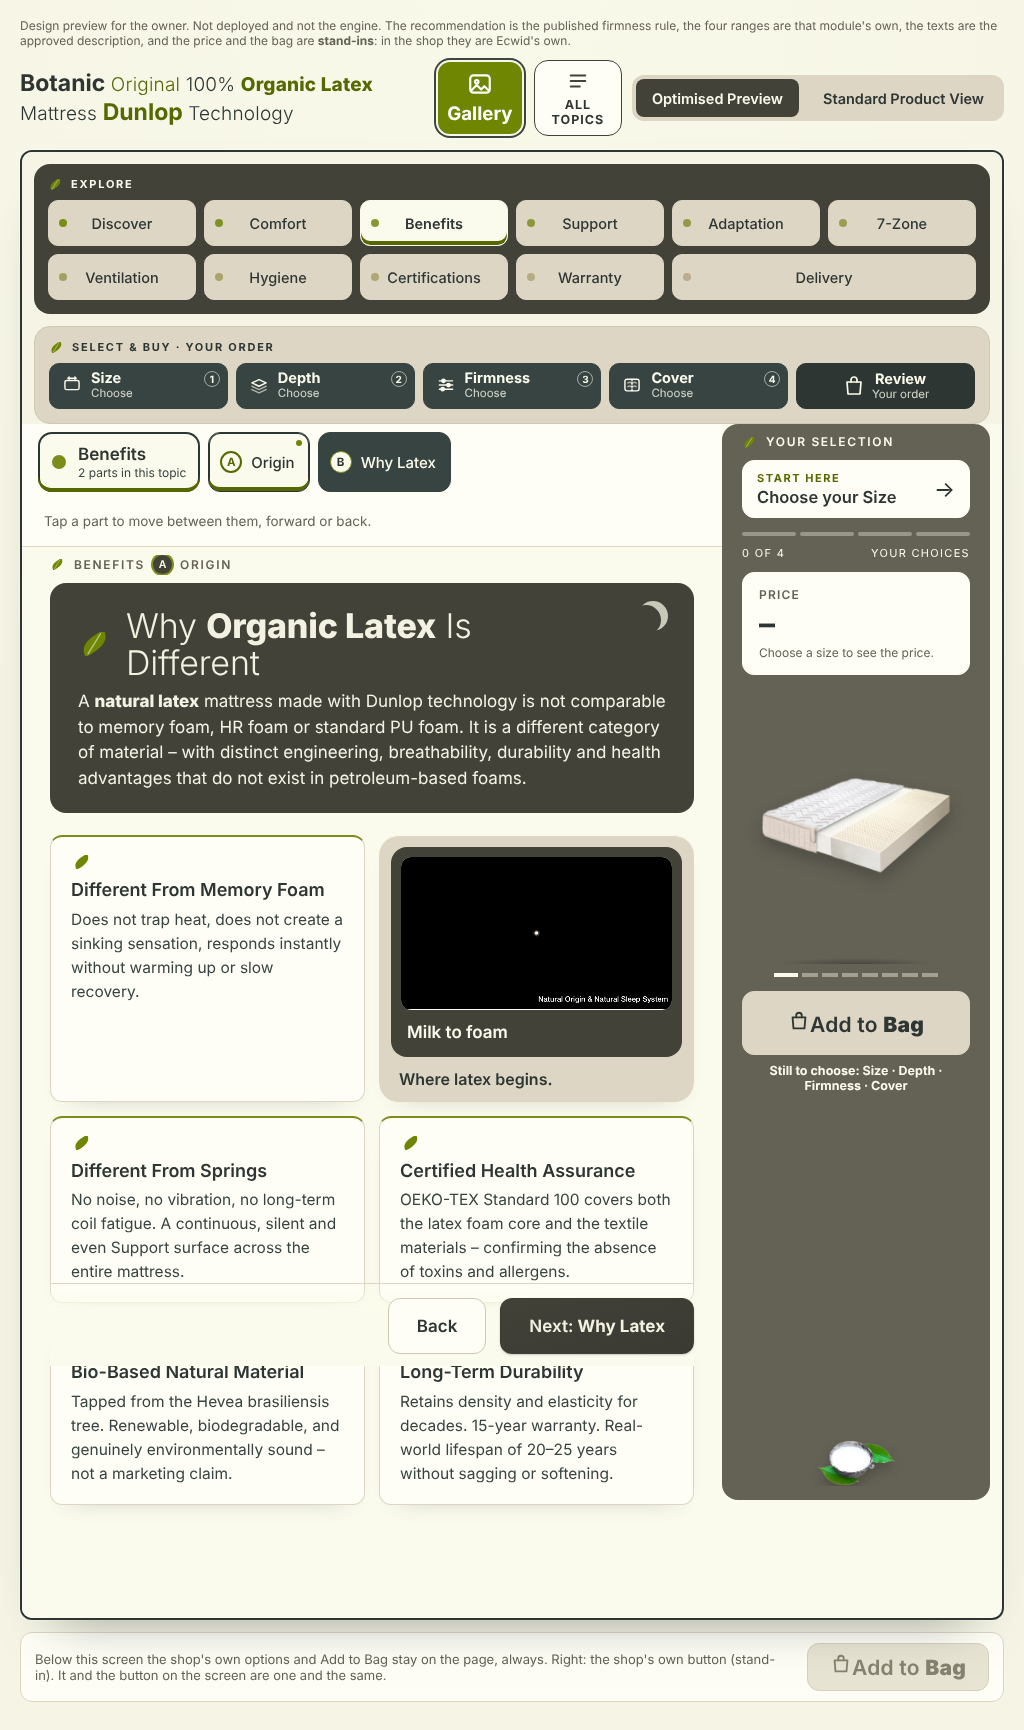 Design preview for the owner. Not deployed and not the engine. The recommendation is the published firmness rule, the four ranges are that module's own, the texts are the
approved description, and the price and the bag are stand-ins: in the shop they are Ecwid's own.
Botanic Original 100% Organic Latex
Mattress Dunlop Technology
Gallery
ALL
TOPICS
Optimised Preview
Standard Product View
EXPLORE
Discover
Comfort
Benefits
Support
Adaptation
7-Zone
Ventilation
Hygiene
Certifications
Warranty
Delivery
SELECT & BUY · YOUR ORDER
Size
Choose
1
Depth
Choose
2
Firmness
Choose
3
Cover
Choose
4
Review
Your order
Benefits
2 parts in this topic
A Origin
B Why Latex
Tap a part to move between them, forward or back.
BENEFITS A ORIGIN
Why Organic Latex Is
Different
A natural latex mattress made with Dunlop technology is not comparable
to memory foam, HR foam or standard PU foam. It is a different category
of material – with distinct engineering, breathability, durability and health
advantages that do not exist in petroleum-based foams.
Different From Memory Foam
Does not trap heat, does not create a
sinking sensation, responds instantly
without warming up or slow
recovery.
Natural Origin & Natural Sleep System
Milk to foam
Where latex begins.
Different From Springs
No noise, no vibration, no long-term
coil fatigue. A continuous, silent and
even Support surface across the
entire mattress.
Certified Health Assurance
OEKO-TEX Standard 100 covers both
the latex foam core and the textile
materials – confirming the absence
of toxins and allergens.
Back
Next: Why Latex
Bio-Based Natural Material
Tapped from the Hevea brasiliensis
tree. Renewable, biodegradable, and
genuinely environmentally sound –
not a marketing claim.
Long-Term Durability
Retains density and elasticity for
decades. 15-year warranty. Real-
world lifespan of 20–25 years
without sagging or softening.
YOUR SELECTION
START HERE
Choose your Size
0 OF 4
YOUR CHOICES
PRICE
–
Choose a size to see the price.
Add to Bag
Still to choose: Size · Depth ·
Firmness · Cover
Below this screen the shop's own options and Add to Bag stay on the page, always. Right: the shop's own button (stand-
in). It and the button on the screen are one and the same.
Add to Bag